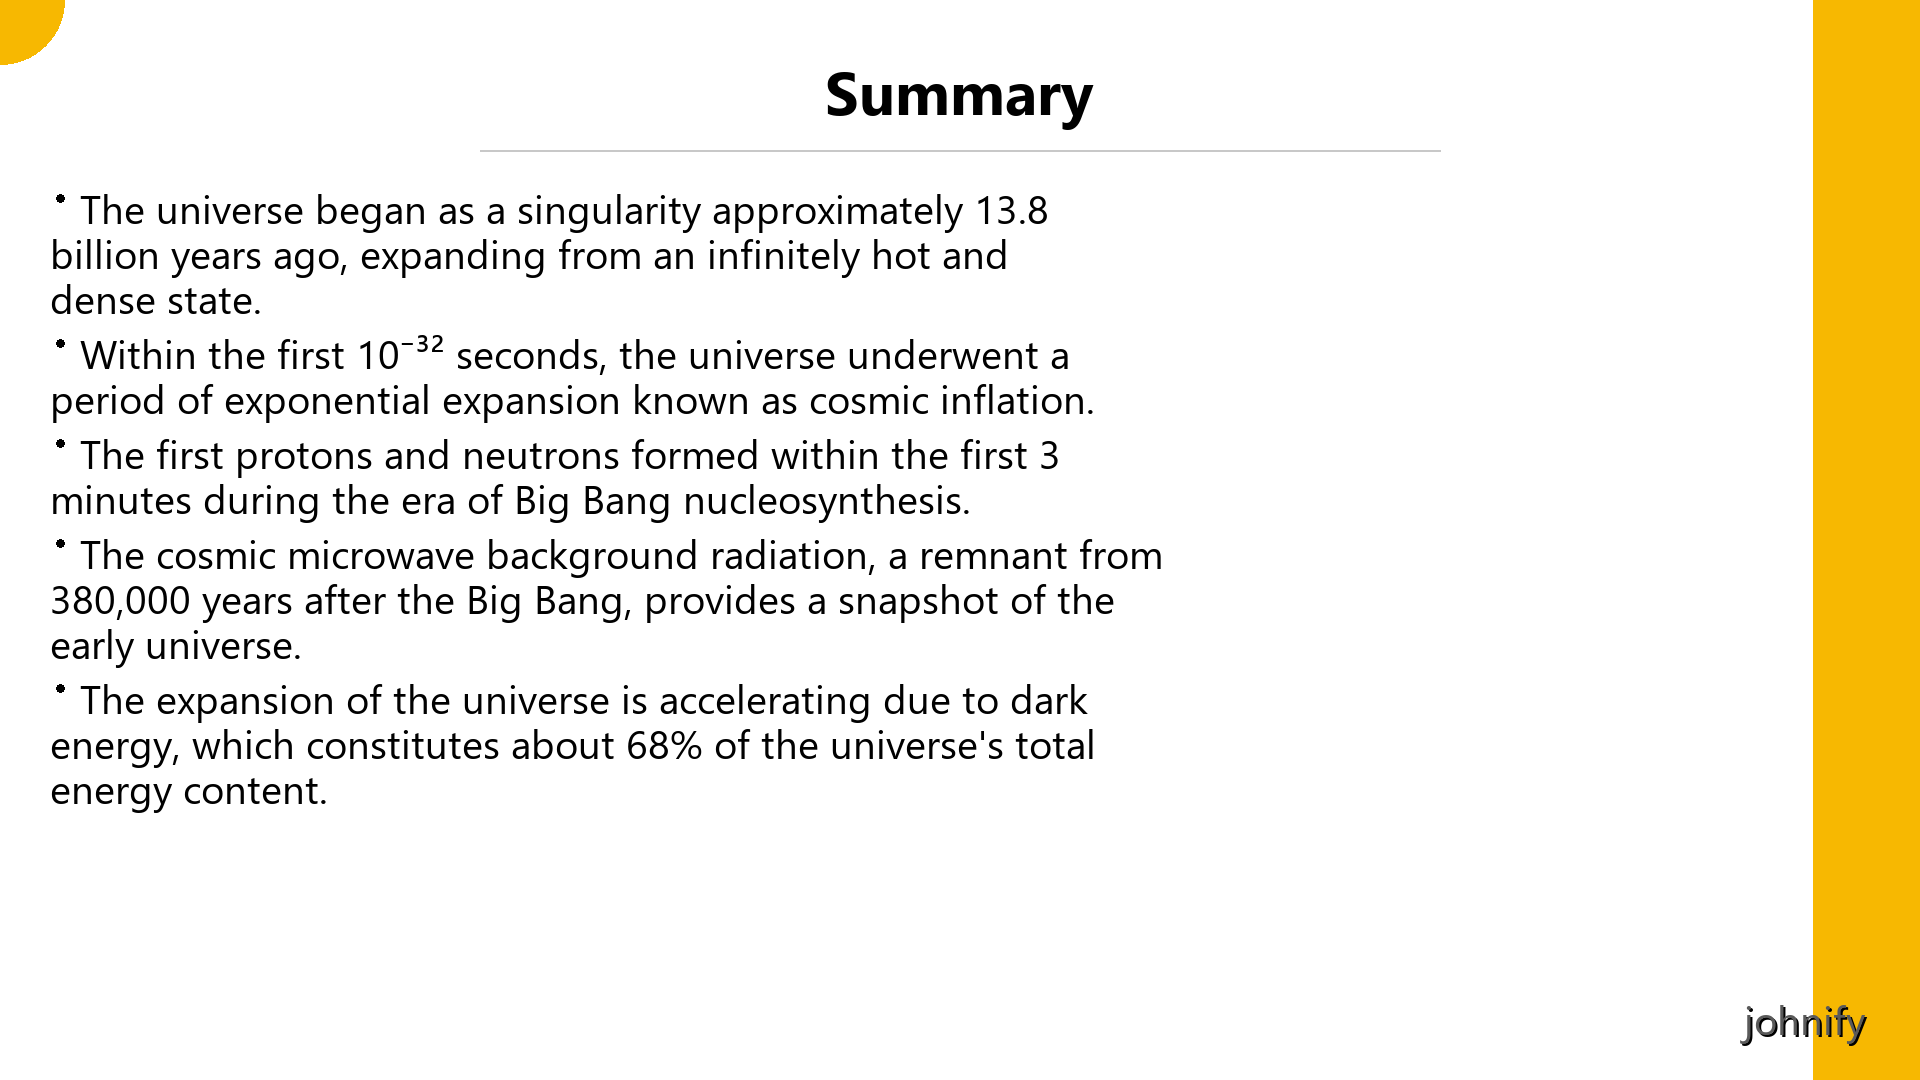 Summary
• The universe began as a singularity approximately 13.8
billion years ago, expanding from an infinitely hot and
dense state.
• Within the first 10⁻³² seconds, the universe underwent a
period of exponential expansion known as cosmic inflation.
• The first protons and neutrons formed within the first 3
minutes during the era of Big Bang nucleosynthesis.
• The cosmic microwave background radiation, a remnant from
380,000 years after the Big Bang, provides a snapshot of the
early universe.
• The expansion of the universe is accelerating due to dark
energy, which constitutes about 68% of the universe's total
energy content.
johnify